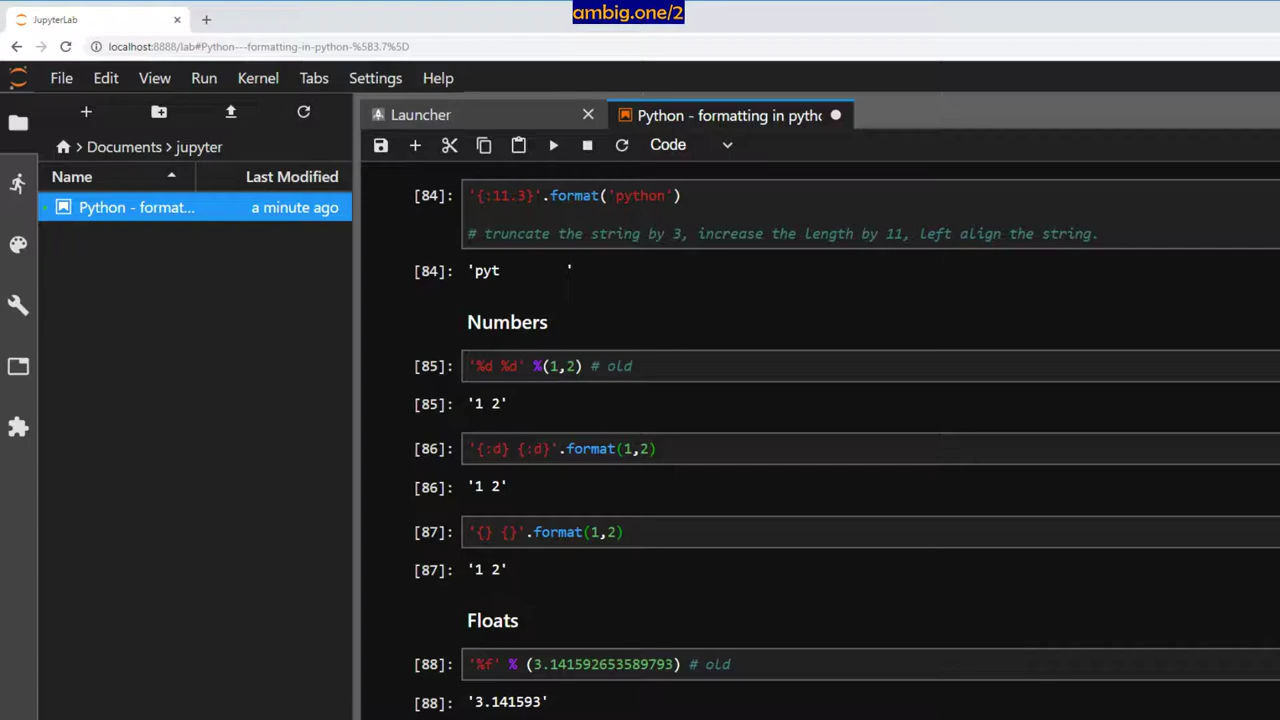 ambig.one/2
JupyterLab
localhost:8888/lab#Python---formatting-in-python-%5B3.7%5D
File Edit View Run Kernel Tabs Settings Help
Launcher
Python - formatting in pytho
Code
Documents > jupyter
Name Last Modified
Python - format... a minute ago
[84]: '{:11.3}'.format('python')
# truncate the string by 3, increase the length by 11, left align the string.
[84]: 'pyt        '
Numbers
[85]: '%d %d' %(1,2) # old
[85]: '1 2'
[86]: '{:d} {:d}'.format(1,2)
[86]: '1 2'
[87]: '{} {}'.format(1,2)
[87]: '1 2'
Floats
[88]: '%f' % (3.141592653589793) # old
[88]: '3.141593'